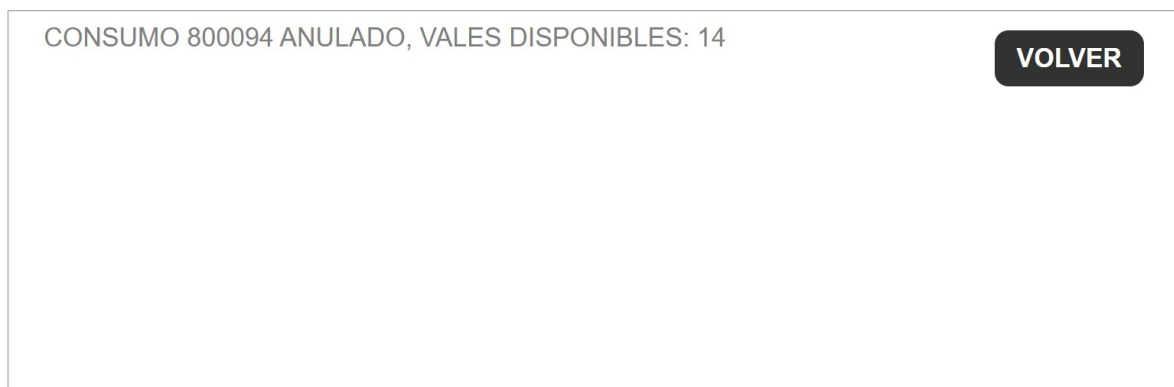 CONSUMO 800094 ANULADO, VALES DISPONIBLES: 14
VOLVER